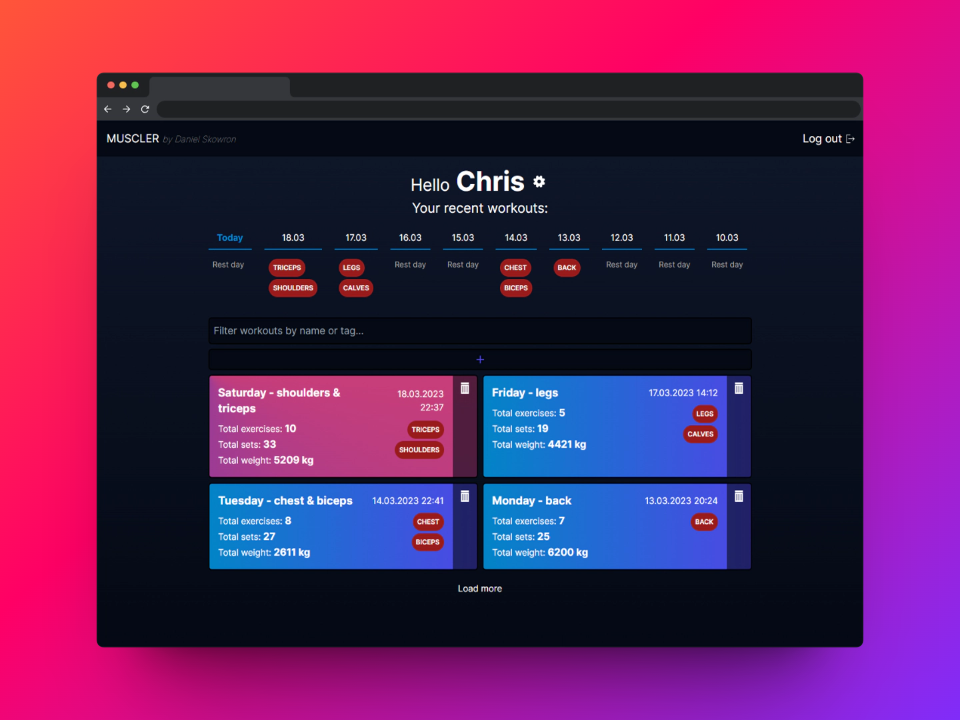 MUSCLER by Daniel Skowron
Log out
Hello Chris
Your recent workouts:
Today 18.03 17.03 16.03 15.03 14.03 13.03 12.03 11.03 10.03
Rest day TRICEPS LEGS Rest day Rest day CHEST BACK Rest day Rest day Rest day
SHOULDERS CALVES BICEPS
Filter workouts by name or tag...
+
Saturday - shoulders & triceps
18.03.2023
22:37
Total exercises: 10
Total sets: 33
Total weight: 5209 kg
TRICEPS
SHOULDERS
Friday - legs
17.03.2023 14:12
Total exercises: 5
Total sets: 19
Total weight: 4421 kg
LEGS
CALVES
Tuesday - chest & biceps
14.03.2023 22:41
Total exercises: 8
Total sets: 27
Total weight: 2611 kg
CHEST
BICEPS
Monday - back
13.03.2023 20:24
Total exercises: 7
Total sets: 25
Total weight: 6200 kg
BACK
Load more